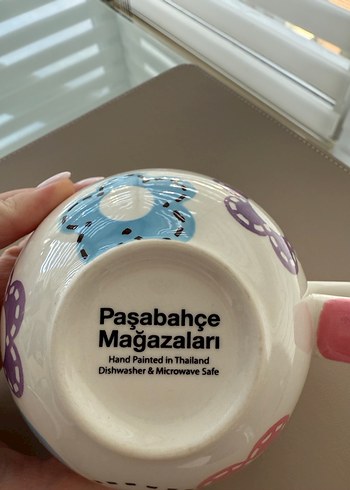 Paşabahçe
Mağazaları
Hand Painted in Thailand
Dishwasher & Microwave Safe